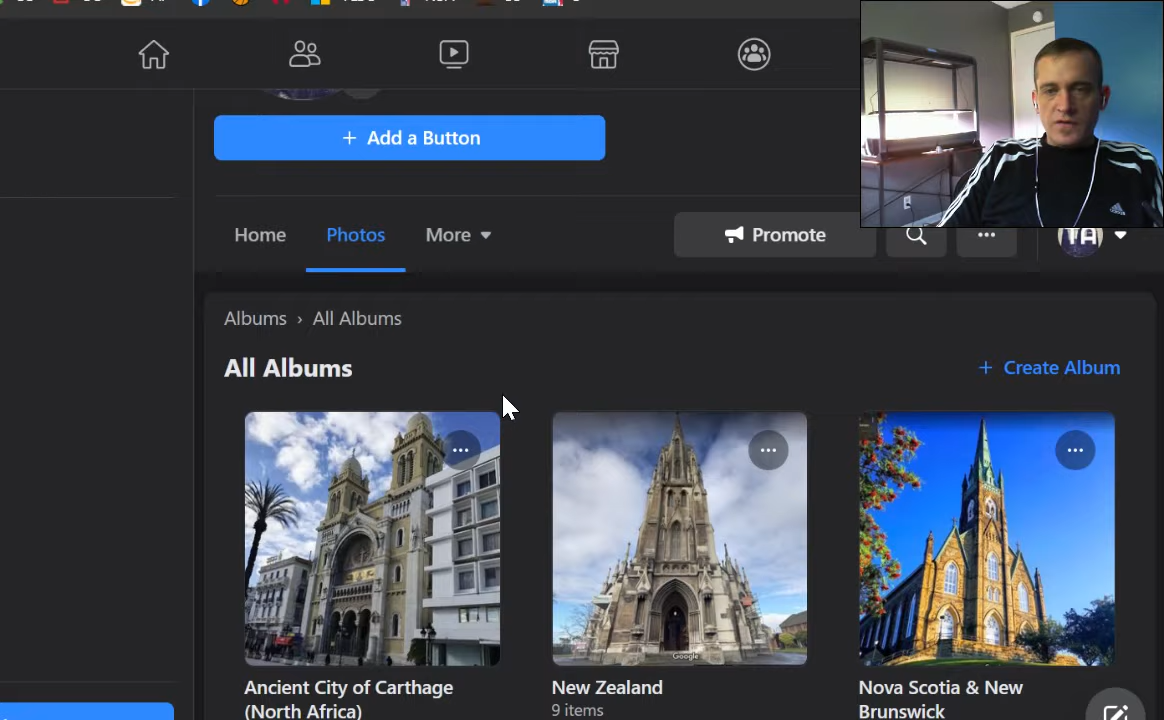 + Add a Button
Home Photos More Promote
Albums › All Albums
All Albums
+ Create Album
Google
Ancient City of Carthage
(North Africa)
New Zealand
9 items
Nova Scotia & New
Brunswick